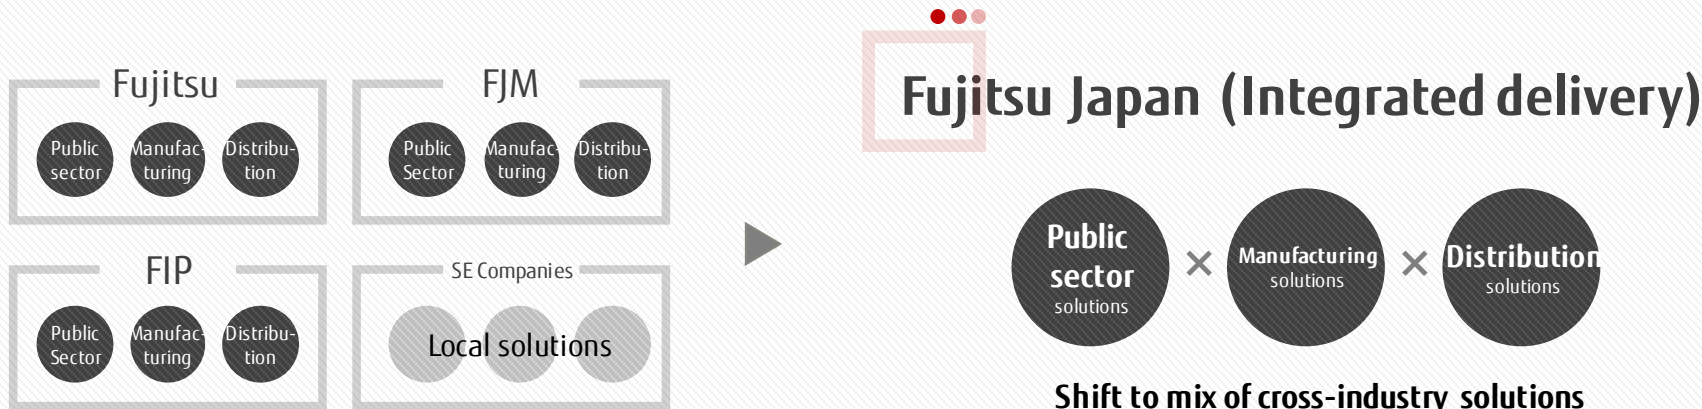 Fujitsu
Public
sector
Manufac-
turing
Distribu-
tion
FJM
Public
Sector
Manufac-
turing
Distribu-
tion
FIP
Public
Sector
Manufac-
turing
Distribu-
tion
SE Companies
Local solutions
Fujitsu Japan (Integrated delivery)
Public
sector
solutions
×
Manufacturing
solutions
×
Distribution
solutions
Shift to mix of cross-industry solutions